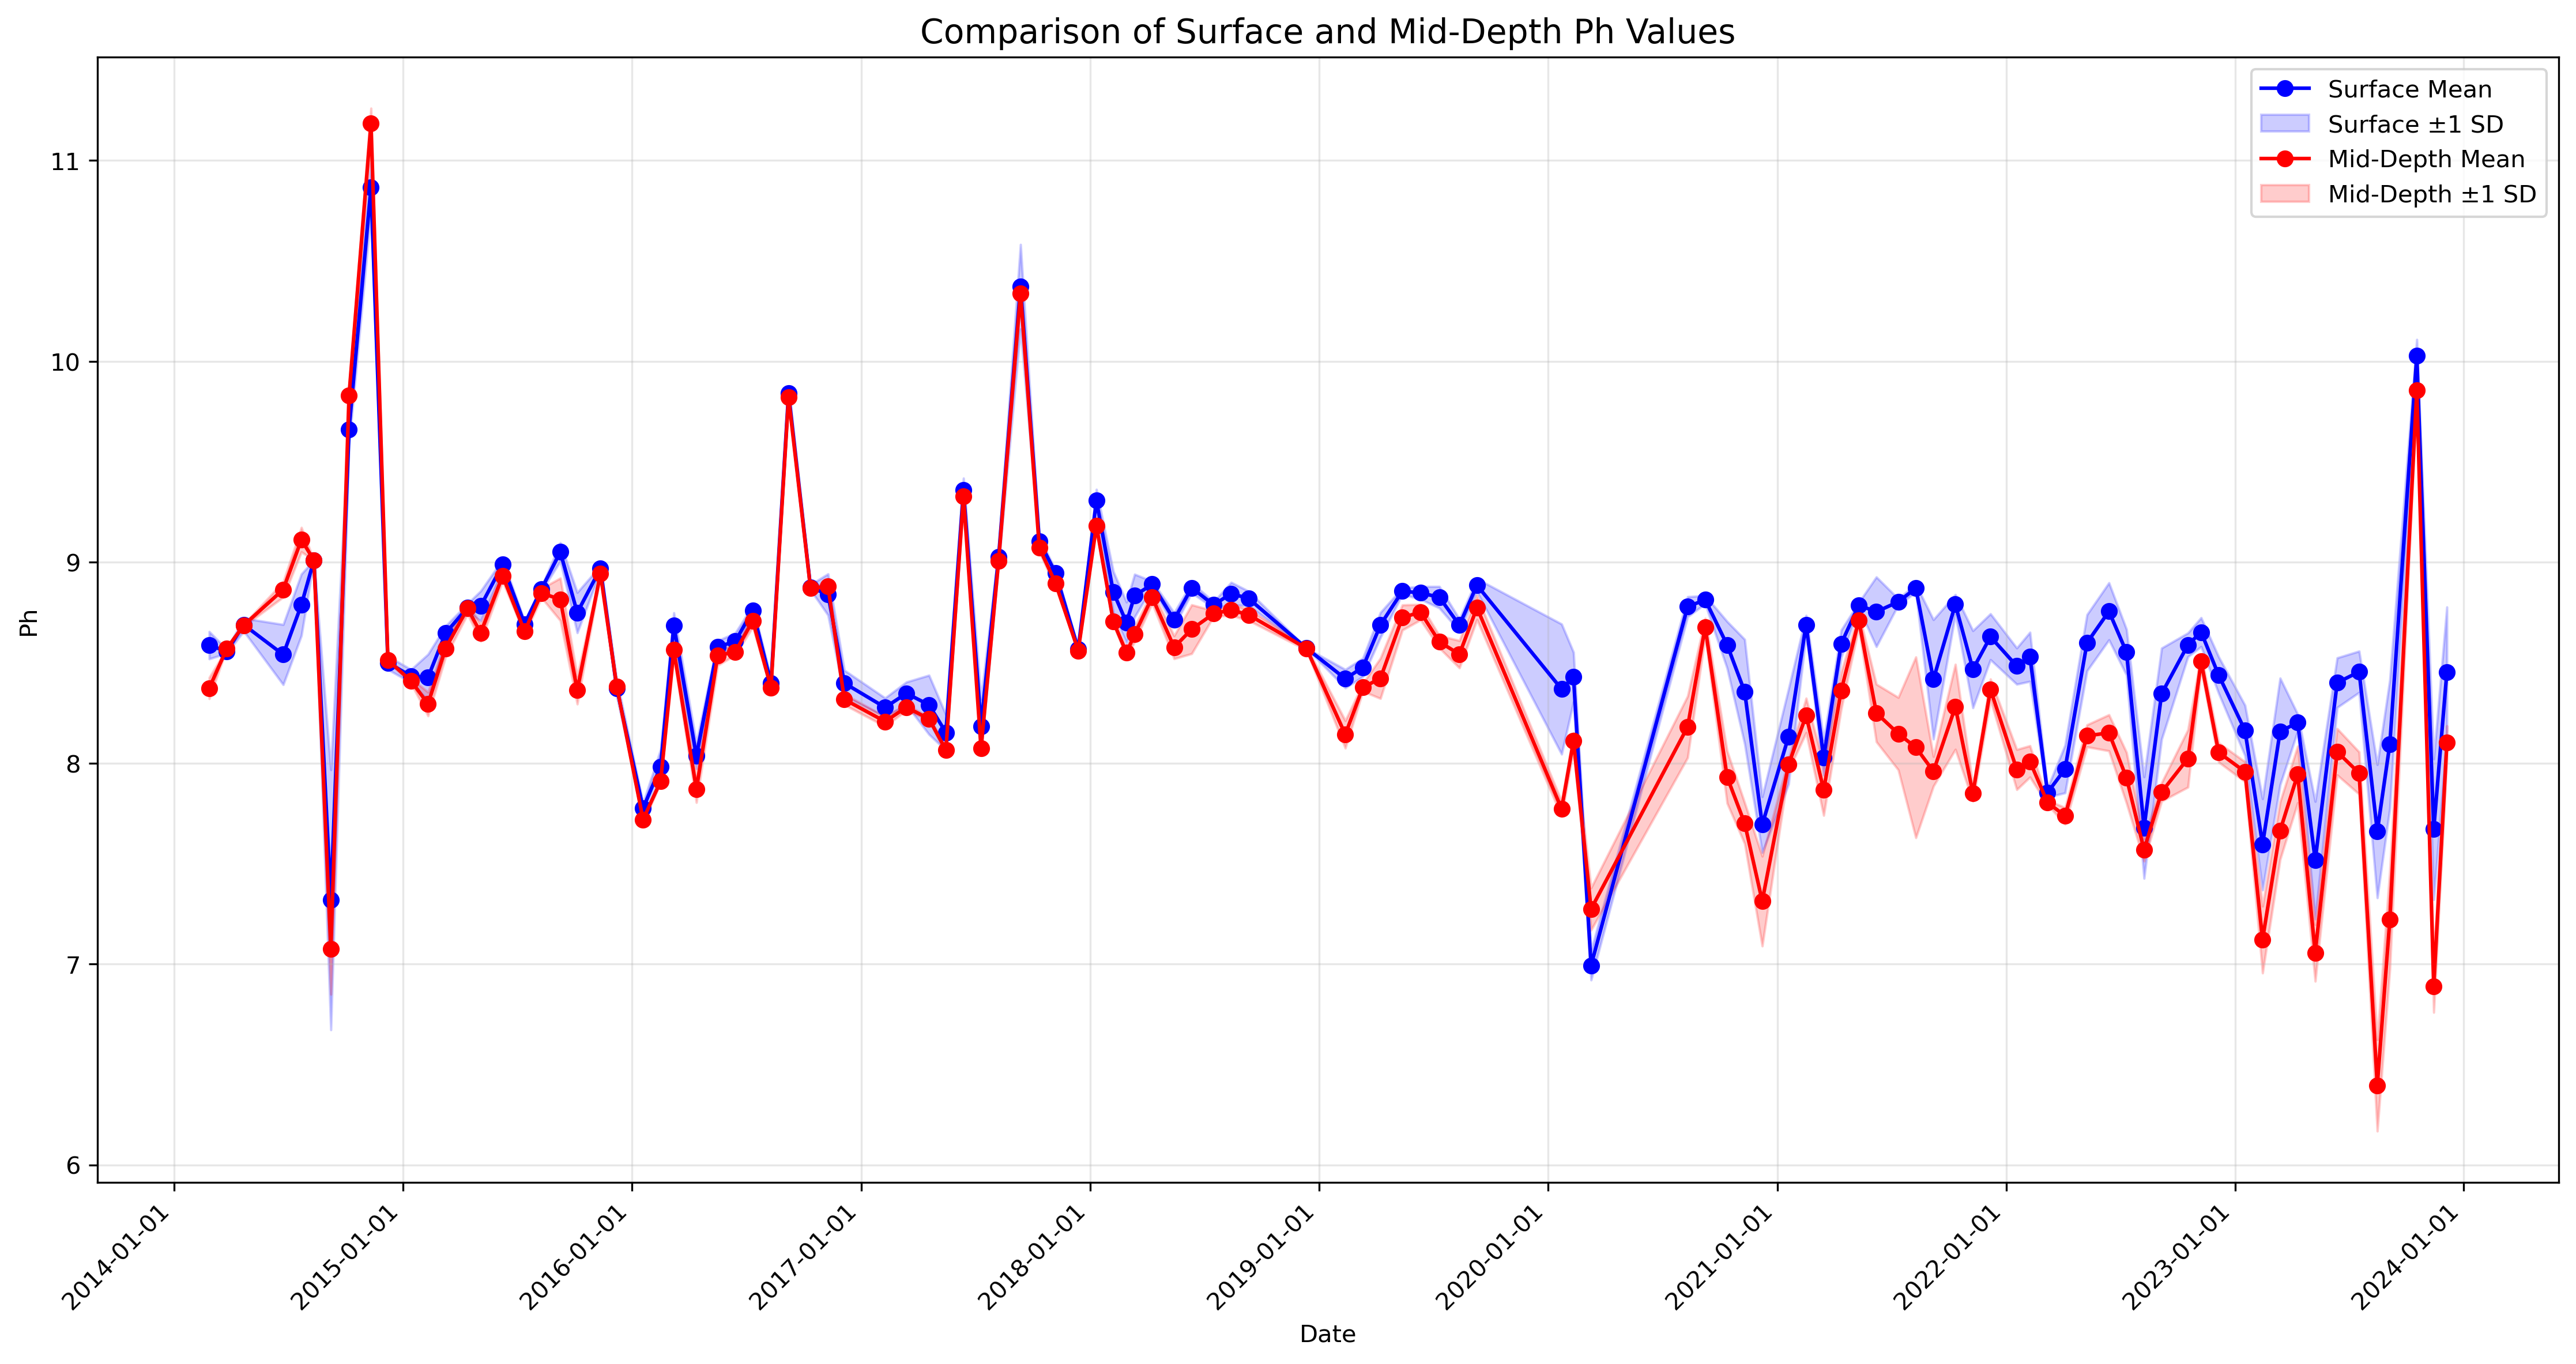 Comparison of Surface and Mid-Depth Ph Values
Surface Mean
Surface ±1 SD
Mid-Depth Mean
Mid-Depth ±1 SD
Ph
11
10
9
8
7
6
2014-01-01
2015-01-01
2016-01-01
2017-01-01
2018-01-01
2019-01-01
2020-01-01
2021-01-01
2022-01-01
2023-01-01
2024-01-01
Date